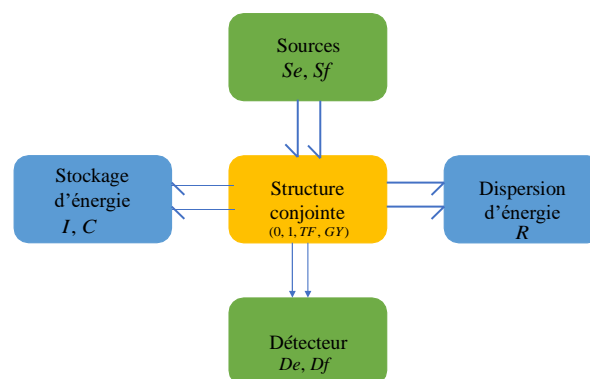 Sources
Se, Sf
Stockage
d'énergie
I, C
Structure
conjointe
(0, 1, TF, GY)
Dispersion
d'énergie
R
Détecteur
De, Df